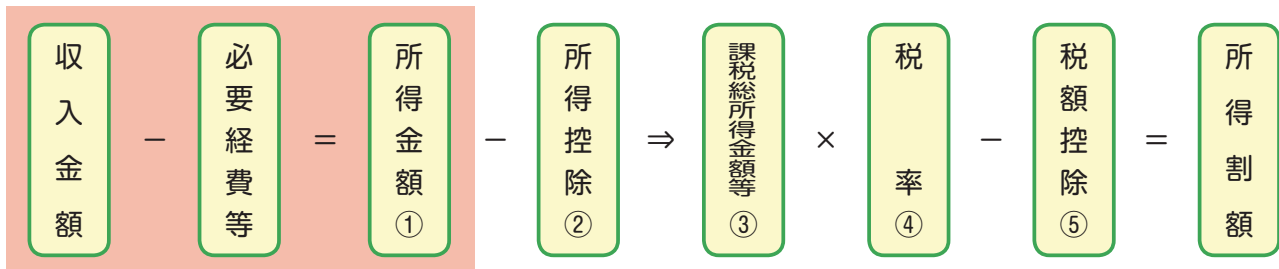 収入金額
−
必要経費等
＝
所得金額①
−
所得控除②
⇒
課税総所得金額等③
×
税率④
−
税額控除⑤
＝
所得割額